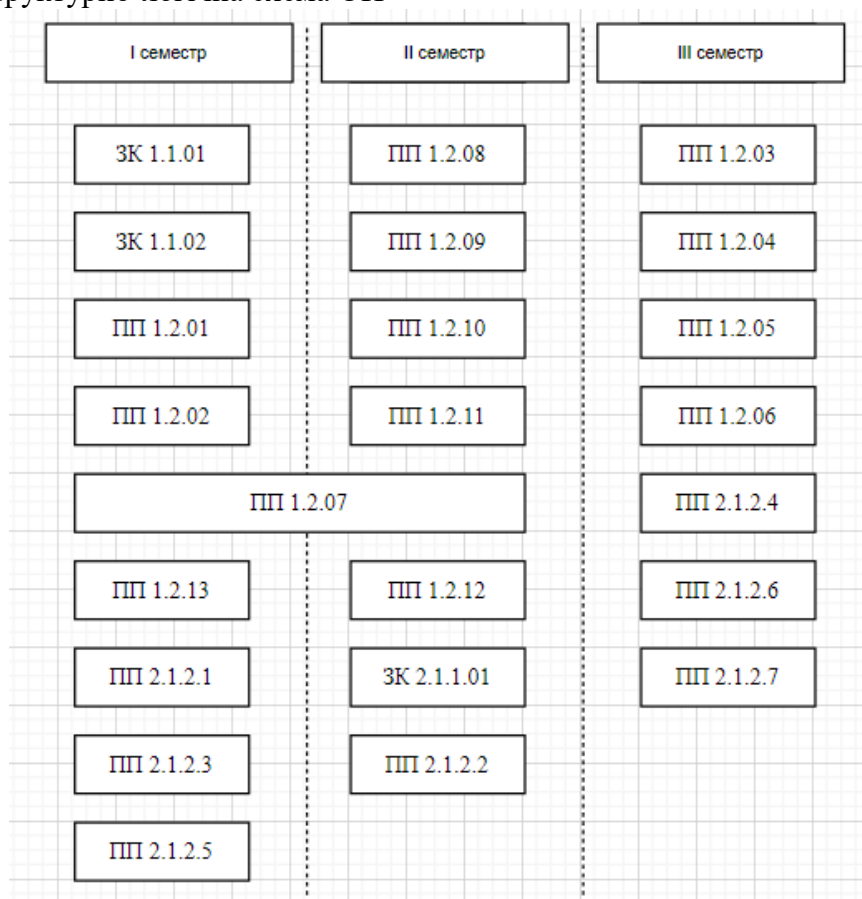 I семестр
II семестр
III семестр
ЗК 1.1.01
ПП 1.2.08
ПП 1.2.03
ЗК 1.1.02
ПП 1.2.09
ПП 1.2.04
ПП 1.2.01
ПП 1.2.10
ПП 1.2.05
ПП 1.2.02
ПП 1.2.11
ПП 1.2.06
ПП 1.2.07
ПП 2.1.2.4
ПП 1.2.13
ПП 1.2.12
ПП 2.1.2.6
ПП 2.1.2.1
ЗК 2.1.1.01
ПП 2.1.2.7
ПП 2.1.2.3
ПП 2.1.2.2
ПП 2.1.2.5